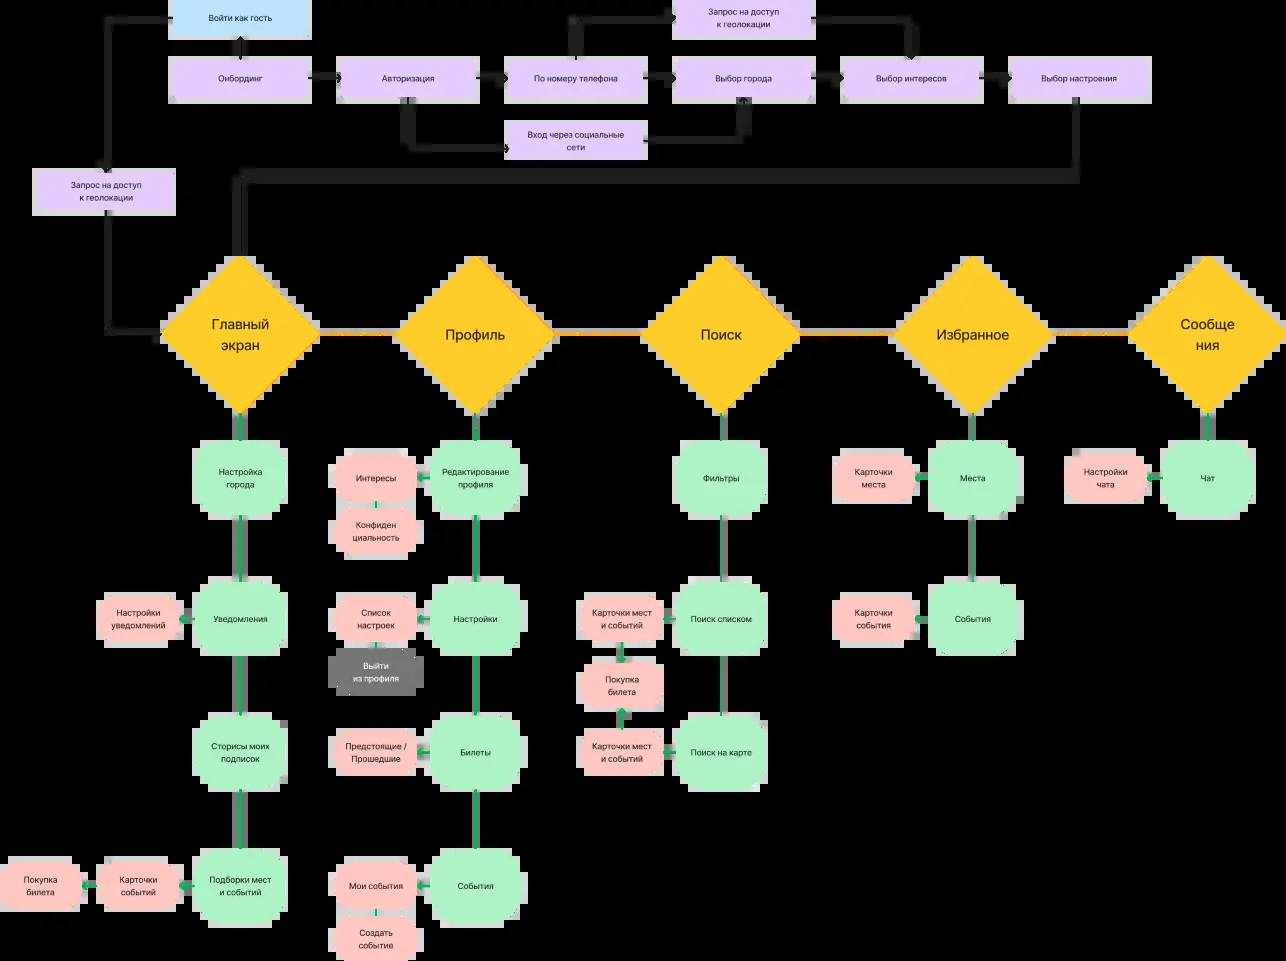 Войти как гость
Запрос на доступ
к геолокации
Онбординг
Авторизация
По номеру телефона
Выбор города
Выбор интересов
Выбор настроения
Вход через социальные
сети
Запрос на доступ
к геолокации
Главный
экран
Профиль
Поиск
Избранное
Сообще
ния
Настройка
города
Интересы
Редактирование
профиля
Фильтры
Карточки
места
Места
Настройки
чата
Чат
Конфиден
циальность
Настройки
уведомлений
Уведомления
Список
настроек
Настройки
Карточки мест
и событий
Поиск списком
Карточки
события
События
Выйти
из профиля
Покупка
билета
Сторисы моих
подписок
Предстоящие /
Прошедшие
Билеты
Карточки мест
и событий
Поиск на карте
Покупка
билета
Карточки
событий
Подборки мест
и событий
Мои события
События
Создать
событие